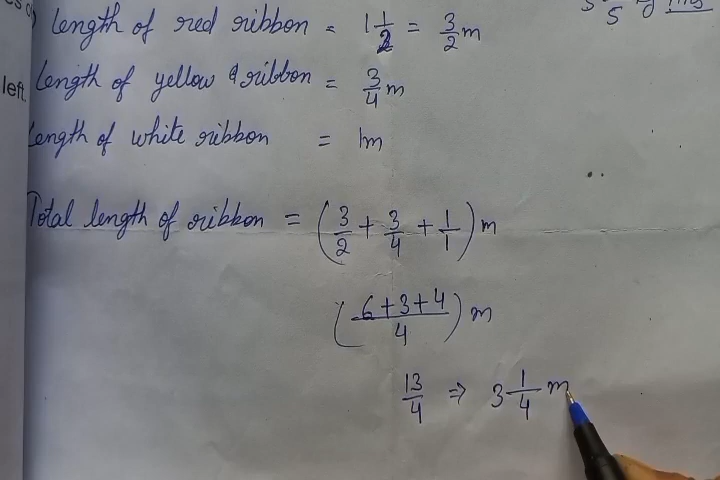 length of red ribbon = 1 1/2 = 3/2 m
left.
Length of yellow ribbon = 3/4 m
Length of white ribbon = 1m
Total length of ribbon = (3/2 + 3/4 + 1/1) m
(6+3+4/4) m
13/4 ⇒ 3 1/4 m